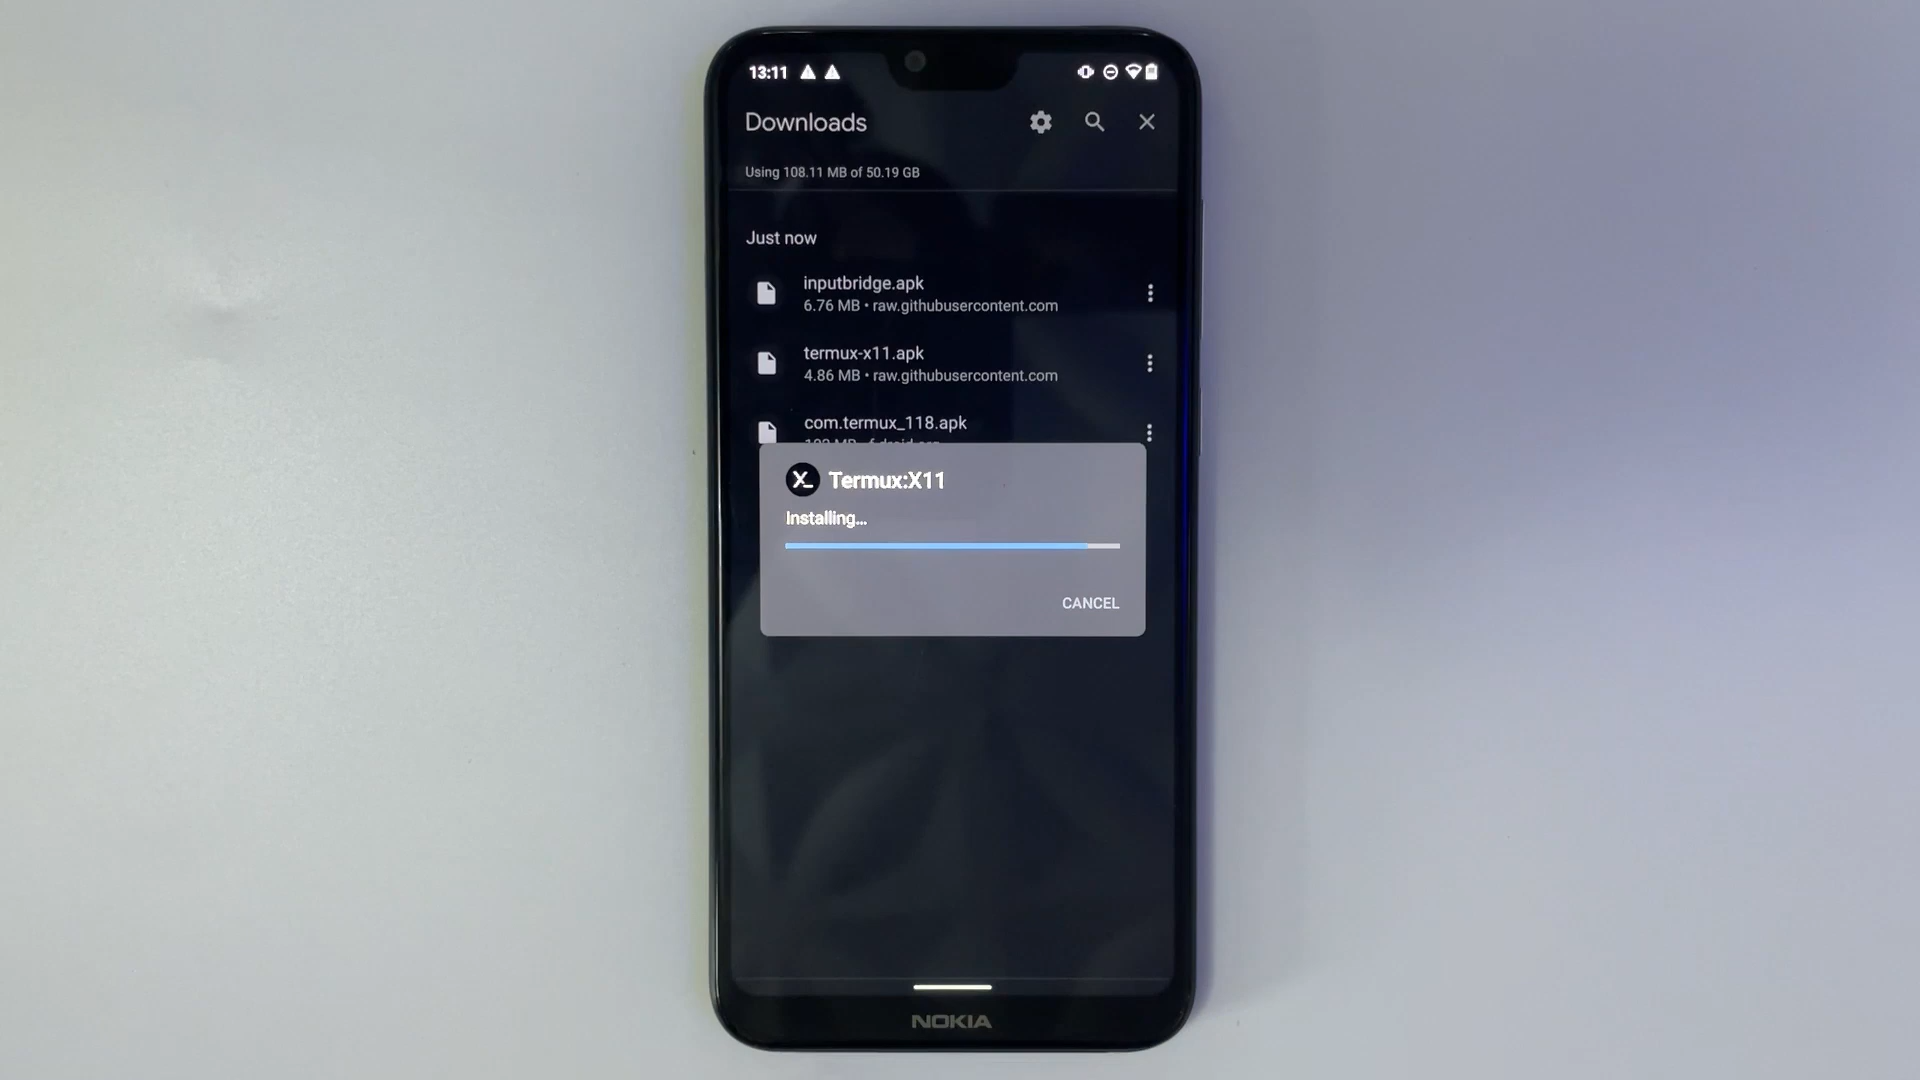 13:11
Downloads
Using 108.11 MB of 50.19 GB
Just now
inputbridge.apk
6.76 MB • raw.githubusercontent.com
termux-x11.apk
4.86 MB • raw.githubusercontent.com
com.termux_118.apk
Termux:X11
Installing...
CANCEL
NOKIA